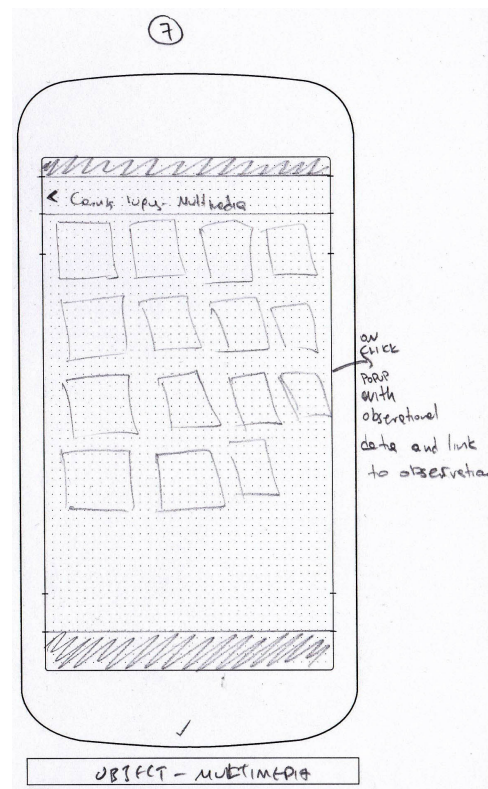 7
< Canis lupus - Multimedia
ON
CLICK
POPUP
with
observational
data and link
to observation
OBJECT - MULTIMEDIA